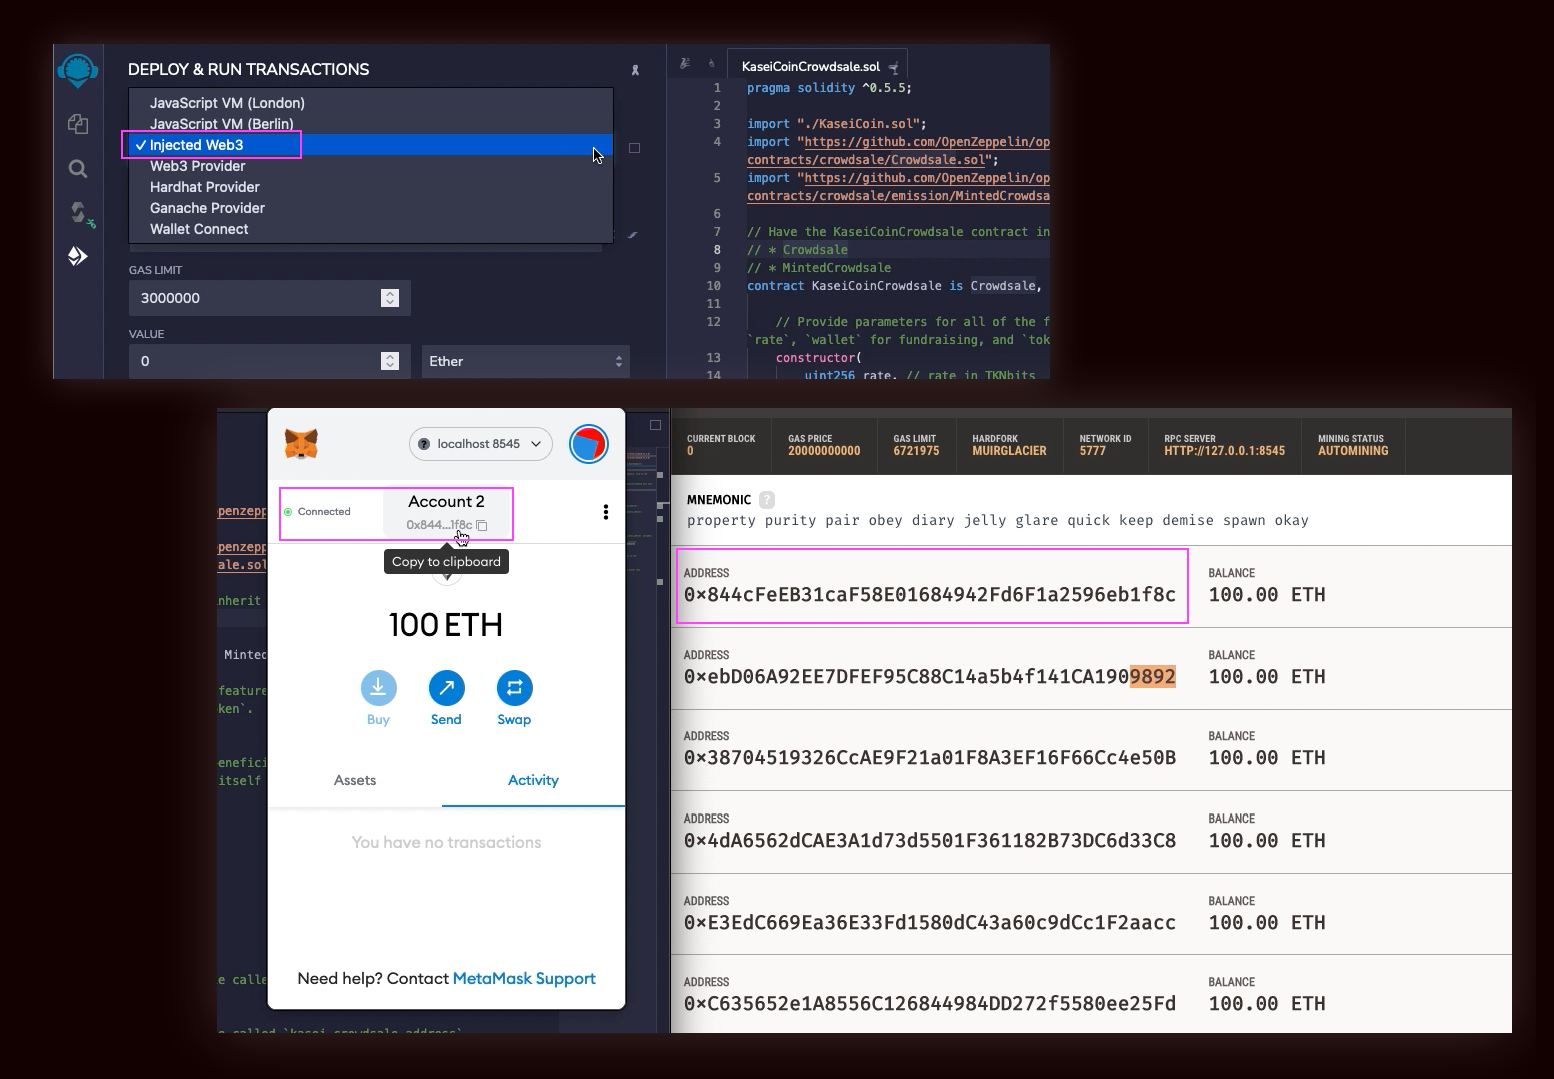 DEPLOY & RUN TRANSACTIONS
JavaScript VM (London)
JavaScript VM (Berlin)
✓ Injected Web3
Web3 Provider
Hardhat Provider
Ganache Provider
Wallet Connect
GAS LIMIT
3000000
VALUE
0
Ether
KaseiCoinCrowdsale.sol
1 pragma solidity ^0.5.5;
2
3 import "./KaseiCoin.sol";
4 import "https://github.com/OpenZeppelin/op
contracts/crowdsale/Crowdsale.sol";
5 import "https://github.com/OpenZeppelin/op
contracts/crowdsale/emission/MintedCrowdsa
6
7 // Have the KaseiCoinCrowdsale contract in
8 // * Crowdsale
9 // * MintedCrowdsale
10 contract KaseiCoinCrowdsale is Crowdsale,
11
12 // Provide parameters for all of the f
`rate`, `wallet` for fundraising, and `tok
13 constructor(
14 uint256 rate, // rate in TKNbits
openzepp
openzepp
ale.sol
inherit
Minted
feature
oken`.
benefici
itself
e calle
e called `kasei_crowdsale_address`
localhost 8545
Connected
Account 2
0x844...1f8c
Copy to clipboard
100 ETH
Buy
Send
Swap
Assets
Activity
You have no transactions
Need help? Contact MetaMask Support
CURRENT BLOCK
0
GAS PRICE
20000000000
GAS LIMIT
6721975
HARDFORK
MUIRGLACIER
NETWORK ID
5777
RPC SERVER
HTTP://127.0.0.1:8545
MINING STATUS
AUTOMINING
MNEMONIC ?
property purity pair obey diary jelly glare quick keep demise spawn okay
ADDRESS
0×844cFeEB31caF58E01684942Fd6F1a2596eb1f8c
BALANCE
100.00 ETH
ADDRESS
0×ebD06A92EE7DFEF95C88C14a5b4f141CA1909892
BALANCE
100.00 ETH
ADDRESS
0×38704519326CcAE9F21a01F8A3EF16F66Cc4e50B
BALANCE
100.00 ETH
ADDRESS
0×4dA6562dCAE3A1d73d5501F361182B73DC6d33C8
BALANCE
100.00 ETH
ADDRESS
0×E3EdC669Ea36E33Fd1580dC43a60c9dCc1F2aacc
BALANCE
100.00 ETH
ADDRESS
0×C635652e1A8556C126844984DD272f5580ee25Fd
BALANCE
100.00 ETH